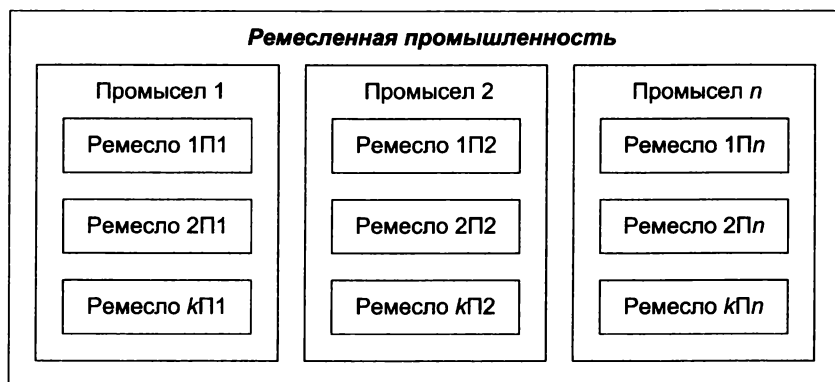 Ремесленная промышленность
Промысел 1
Ремесло 1П1
Ремесло 2П1
Ремесло kП1
Промысел 2
Ремесло 1П2
Ремесло 2П2
Ремесло kП2
Промысел n
Ремесло 1Пn
Ремесло 2Пn
Ремесло kПn